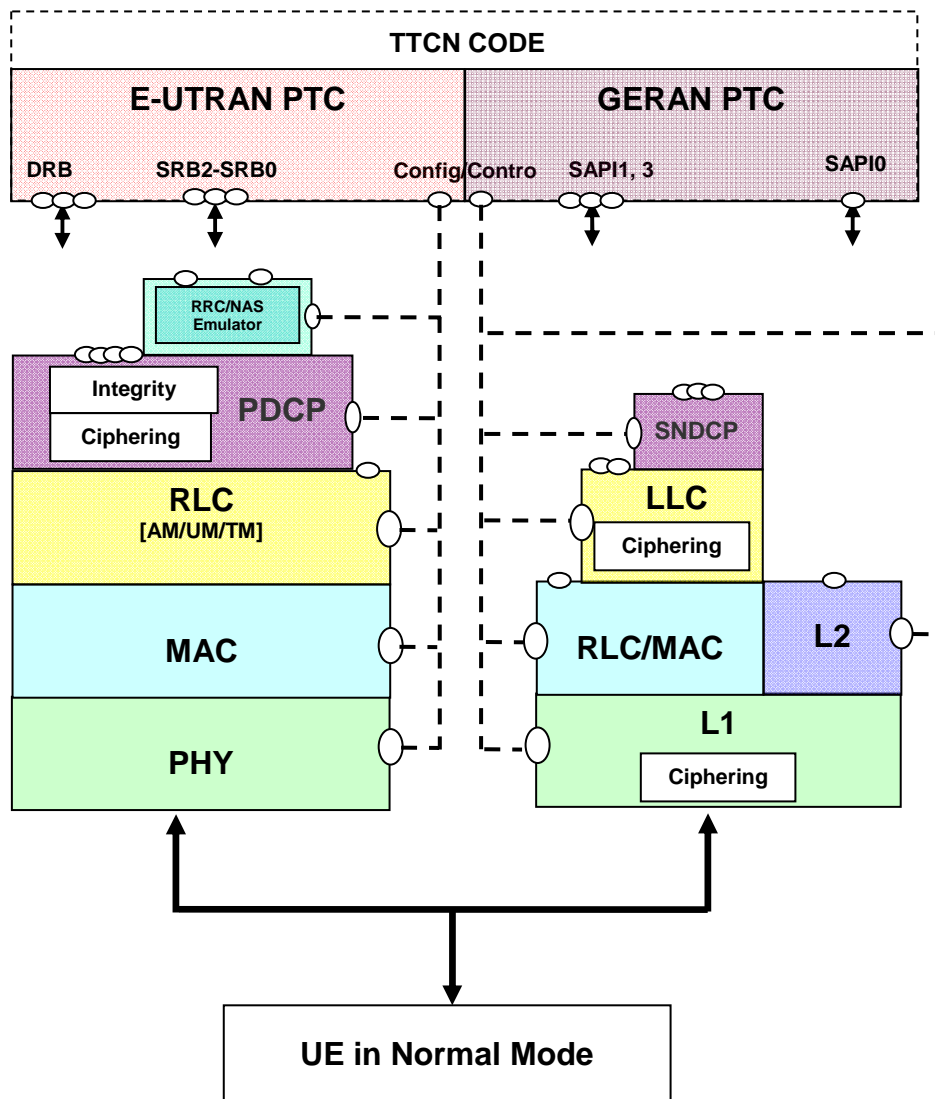 TTCN CODE
E-UTRAN PTC
GERAN PTC
DRB
SRB2-SRB0
Config/Contro
SAPI1, 3
SAPI0
RRC/NAS
Emulator
Integrity
Ciphering
PDCP
SNDCP
RLC
[AM/UM/TM]
LLC
Ciphering
MAC
RLC/MAC
L2
PHY
L1
Ciphering
UE in Normal Mode